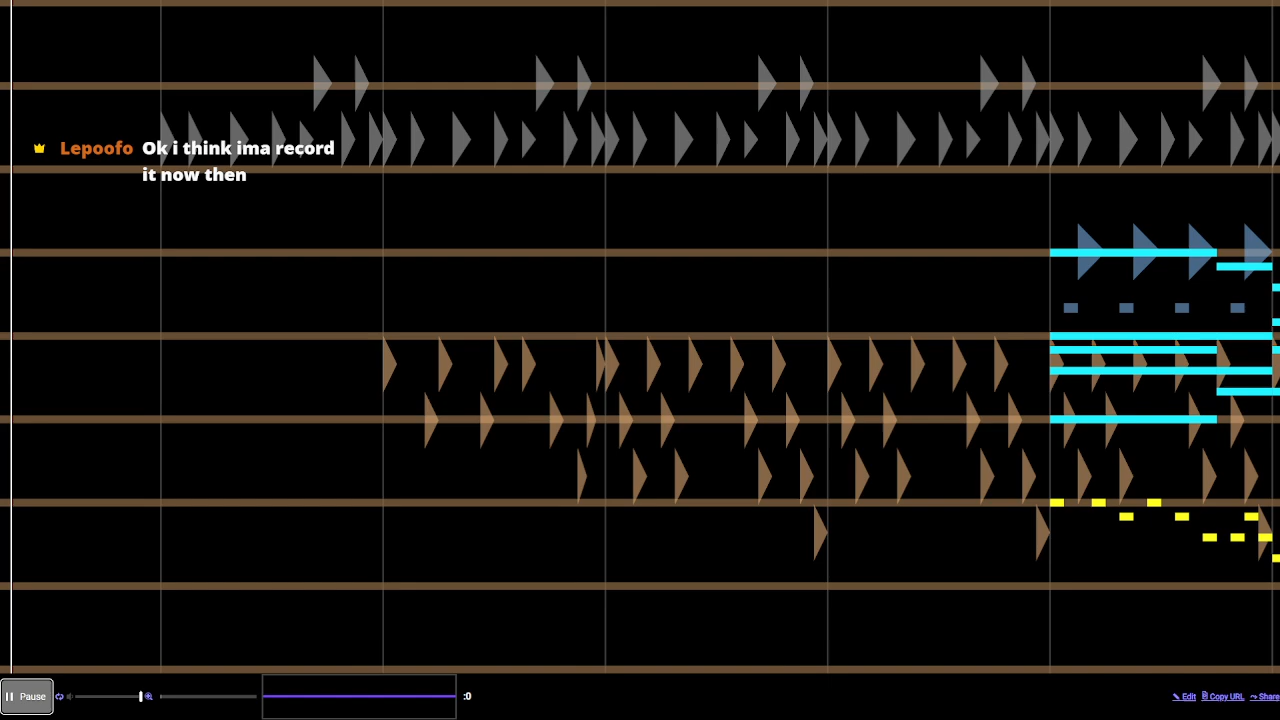 Lepoofo Ok i think ima record
it now then
Pause
:0
Edit
Copy URL
Share